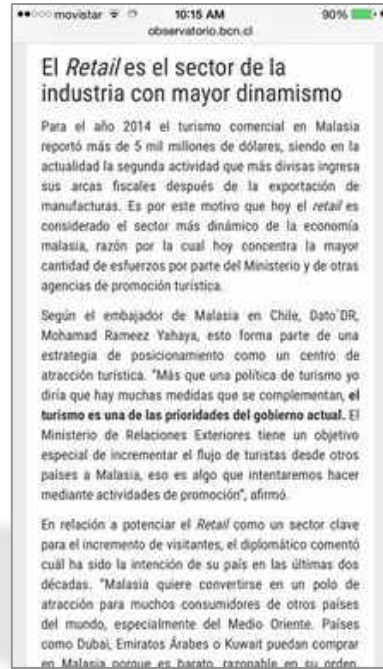 movistar 10:15 AM 90%
observatorio.bcn.cl
El Retail es el sector de la
industria con mayor dinamismo
Para el año 2014 el turismo comercial en Malasia
reportó más de 5 mil millones de dólares, siendo en la
actualidad la segunda actividad que más divisas ingresa
sus arcas fiscales después de la exportación de
manufacturas. Es por este motivo que hoy el retail es
considerado el sector más dinámico de la economía
malasia, razón por la cual hoy concentra la mayor
cantidad de esfuerzos por parte del Ministerio y de otras
agencias de promoción turística.
Según el embajador de Malasia en Chile, Dato´DR,
Mohamad Rameez Yahaya, esto forma parte de una
estrategia de posicionamiento como un centro de
atracción turística. "Más que una política de turismo yo
diría que hay muchas medidas que se complementan, el
turismo es una de las prioridades del gobierno actual. El
Ministerio de Relaciones Exteriores tiene un objetivo
especial de incrementar el flujo de turistas desde otros
países a Malasia, eso es algo que intentaremos hacer
mediante actividades de promoción", afirmó.
En relación a potenciar el Retail como un sector clave
para el incremento de visitantes, el diplomático comentó
cuál ha sido la intención de su país en las últimas dos
décadas. "Malasia quiere convertirse en un polo de
atracción para muchos consumidores de otros países
del mundo, especialmente del Medio Oriente. Países
como Dubai, Emiratos Árabes o Kuwait puedan comprar
en Malasia porque es barato, razonable en su orden,